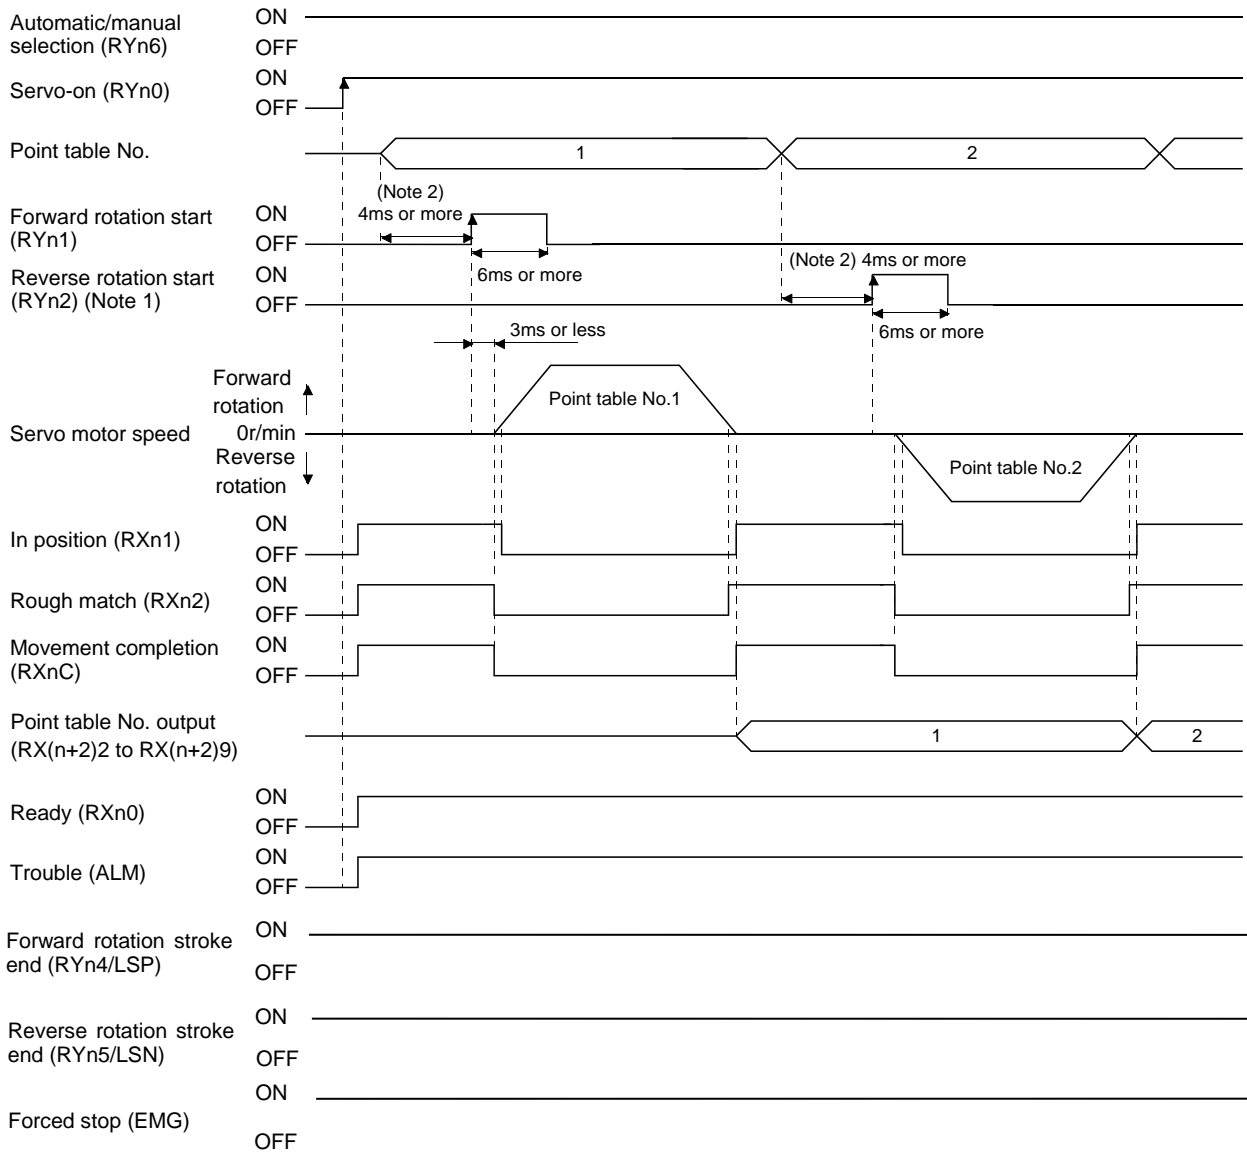 Automatic/manual
selection (RYn6)
ON
OFF
Servo-on (RYn0)
ON
OFF
Point table No.
1
2
(Note 2)
4ms or more
Forward rotation start
(RYn1)
ON
OFF
6ms or more
Reverse rotation start
(RYn2) (Note 1)
ON
OFF
(Note 2) 4ms or more
6ms or more
3ms or less
Servo motor speed
Forward
rotation
0r/min
Reverse
rotation
Point table No.1
Point table No.2
In position (RXn1)
ON
OFF
Rough match (RXn2)
ON
OFF
Movement completion
(RXnC)
ON
OFF
Point table No. output
(RX(n+2)2 to RX(n+2)9)
1
2
Ready (RXn0)
ON
OFF
Trouble (ALM)
ON
OFF
Forward rotation stroke
end (RYn4/LSP)
ON
OFF
Reverse rotation stroke
end (RYn5/LSN)
ON
OFF
Forced stop (EMG)
ON
OFF